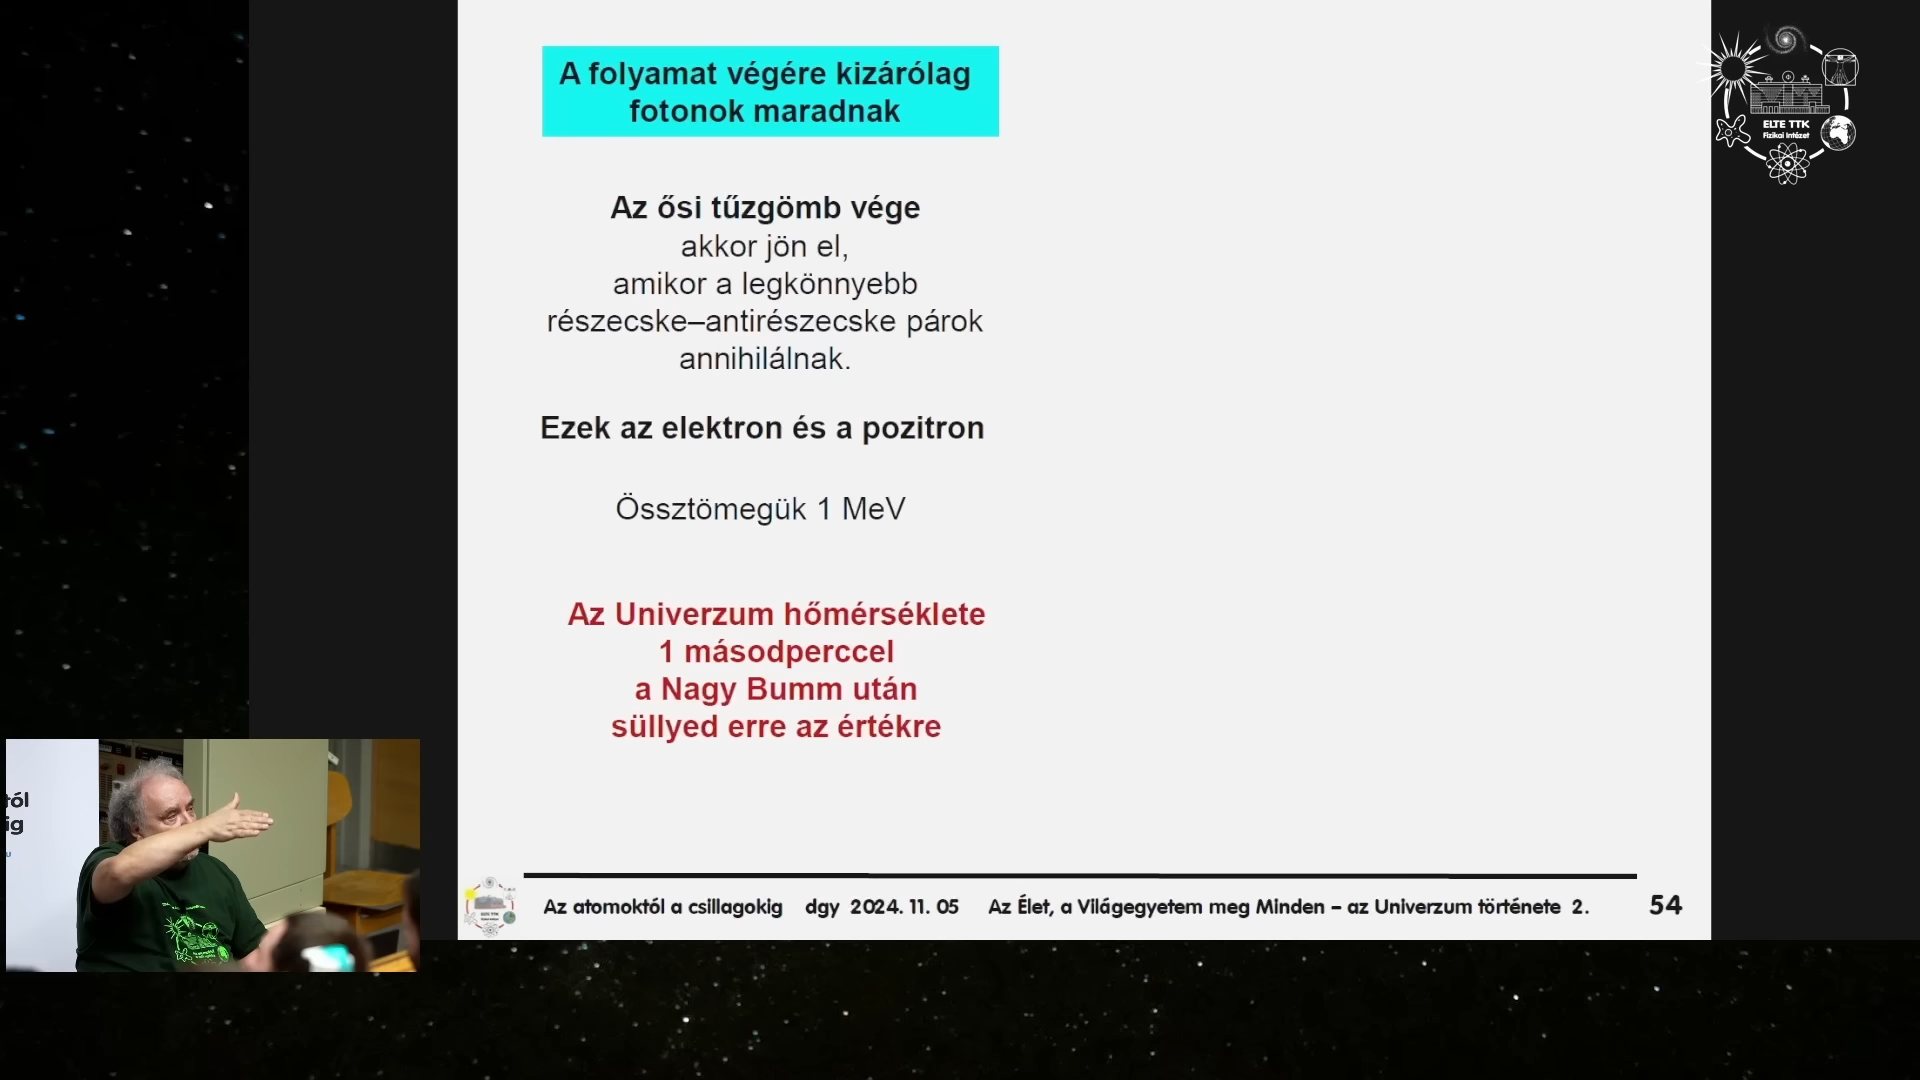 A folyamat végére kizárólag
fotonok maradnak
Az ősi tűzgömb vége
akkor jön el,
amikor a legkönnyebb
részecske–antirészecske párok
annihilálnak.
Ezek az elektron és a pozitron
Össztömegük 1 MeV
Az Univerzum hőmérséklete
1 másodperccel
a Nagy Bumm után
süllyed erre az értékre
Az atomoktól a csillagokig dgy 2024. 11. 05 Az Élet, a Világegyetem meg Minden – az Univerzum története 2. 54
ELTE TTK
Fizikai Intézet
tól
ig